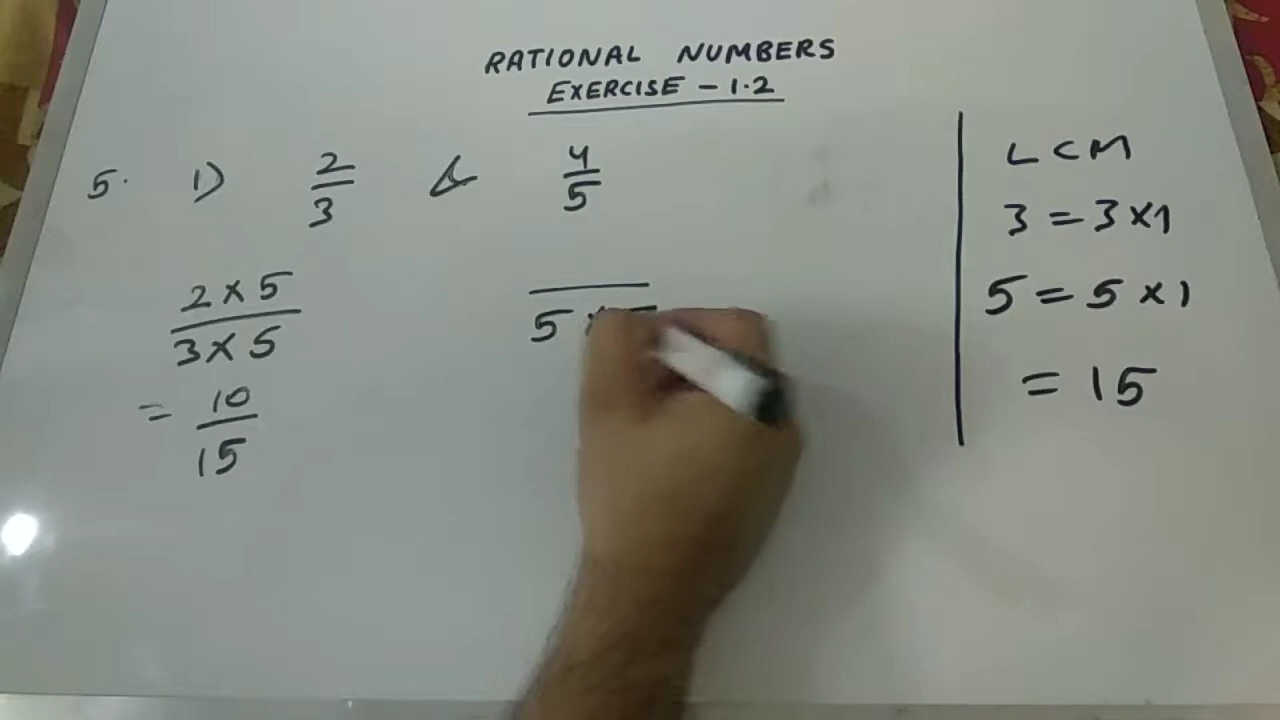 RATIONAL NUMBERS
EXERCISE - 1.2
5. 1) 2/3 & 4/5
2 × 5
3 × 5
= 10/15
5 ×
LCM
3 = 3 × 1
5 = 5 × 1
= 15